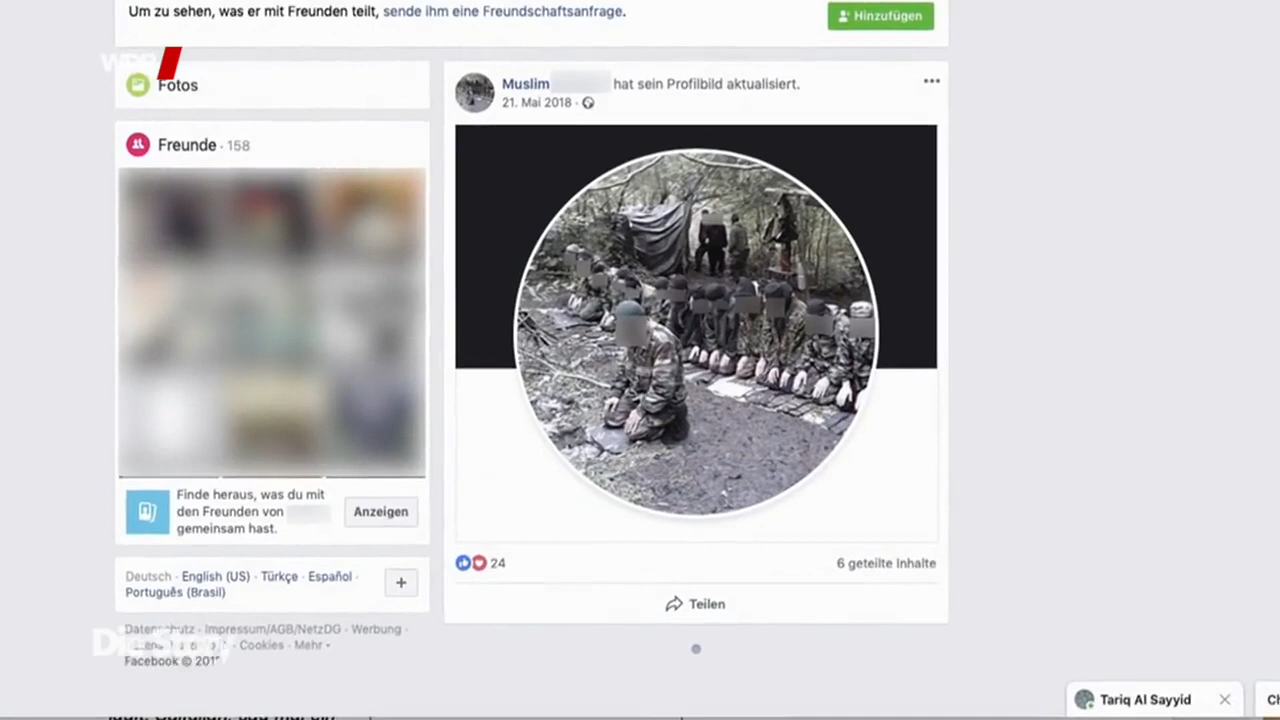 Um zu sehen, was er mit Freunden teilt, sende ihm eine Freundschaftsanfrage.
Hinzufügen
WDR
Fotos
Freunde · 158
Finde heraus, was du mit
den Freunden von
gemeinsam hast.
Anzeigen
Deutsch · English (US) · Türkçe · Español ·
Português (Brasil)
+
Datenschutz · Impressum/AGB/NetzDG · Werbung ·
Cookies · Mehr
Die Story
Facebook ©
Muslim hat sein Profilbild aktualisiert.
21. Mai 2018 ·
24
6 geteilte Inhalte
Teilen
Tariq Al Sayyid